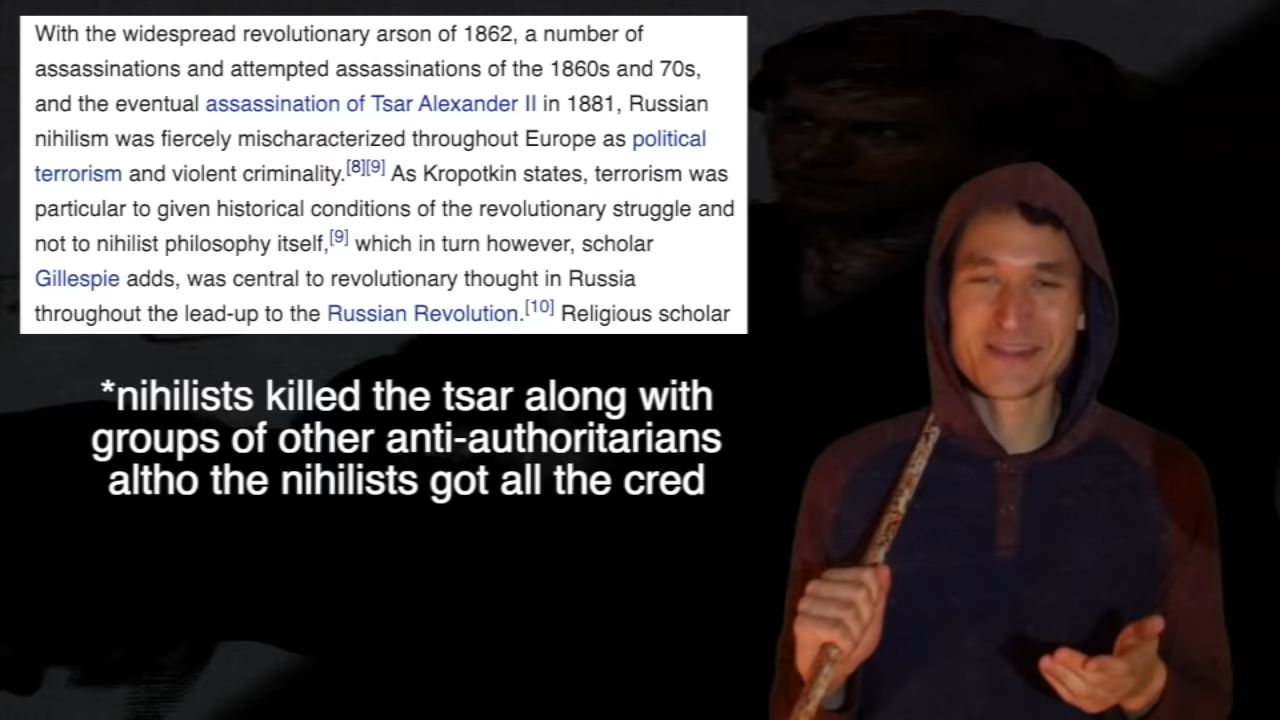 With the widespread revolutionary arson of 1862, a number of
assassinations and attempted assassinations of the 1860s and 70s,
and the eventual assassination of Tsar Alexander II in 1881, Russian
nihilism was fiercely mischaracterized throughout Europe as political
terrorism and violent criminality.[8][9] As Kropotkin states, terrorism was
particular to given historical conditions of the revolutionary struggle and
not to nihilist philosophy itself,[9] which in turn however, scholar
Gillespie adds, was central to revolutionary thought in Russia
throughout the lead-up to the Russian Revolution.[10] Religious scholar
*nihilists killed the tsar along with
groups of other anti-authoritarians
altho the nihilists got all the cred